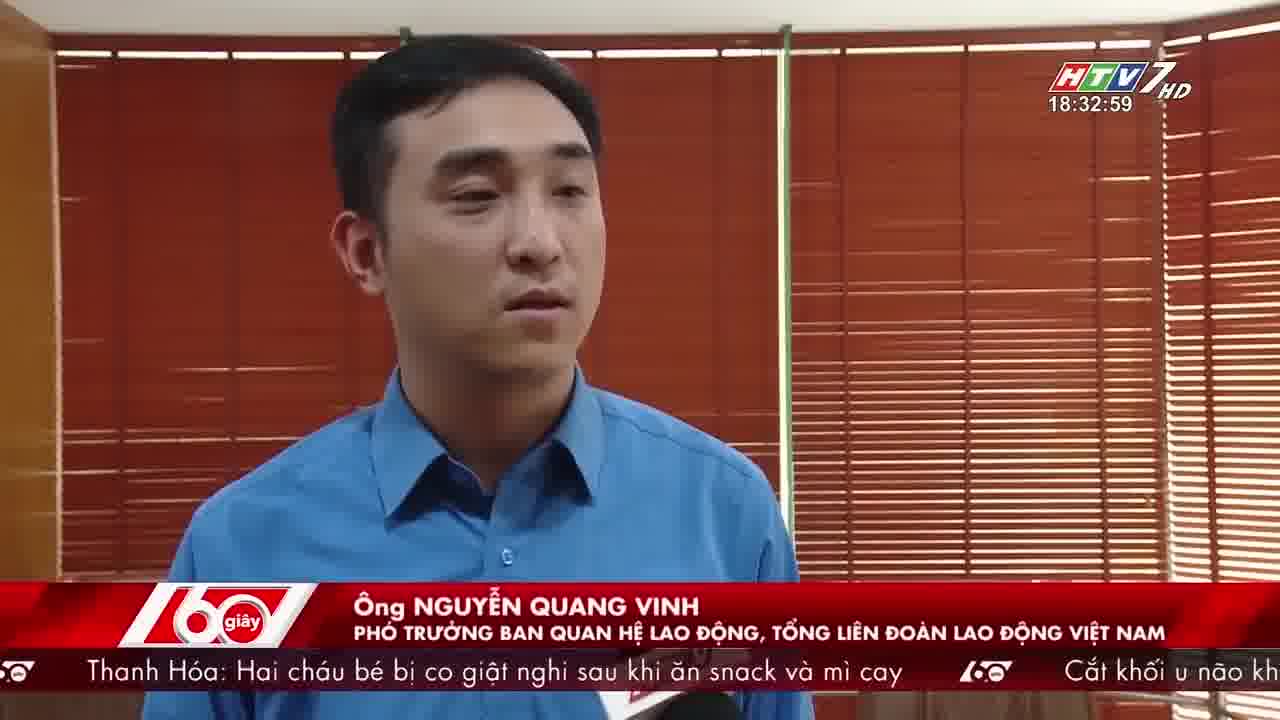 HTV7 HD
18:32:59
60 giây
Ông NGUYỄN QUANG VINH
PHÓ TRƯỞNG BAN QUAN HỆ LAO ĐỘNG, TỔNG LIÊN ĐOÀN LAO ĐỘNG VIỆT NAM
Thanh Hóa: Hai cháu bé bị co giật nghi sau khi ăn snack và mì cay
Cắt khối u não kh